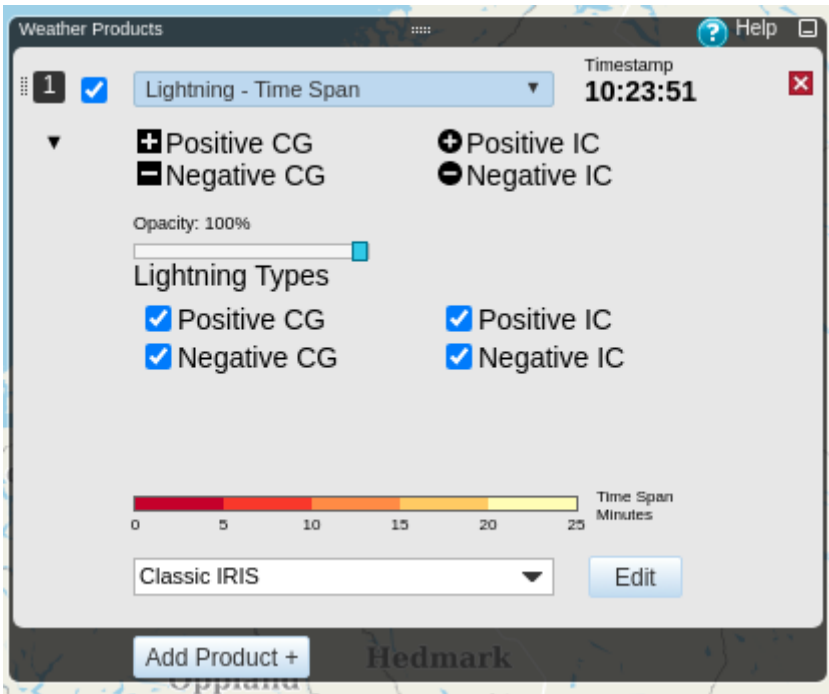 Weather Products
? Help
1 Lightning - Time Span
Timestamp
10:23:51
Positive CG Positive IC
Negative CG Negative IC
Opacity: 100%
Lightning Types
Positive CG Positive IC
Negative CG Negative IC
0 5 10 15 20 25
Time Span
Minutes
Classic IRIS
Edit
Add Product +
Hedmark
Oppland